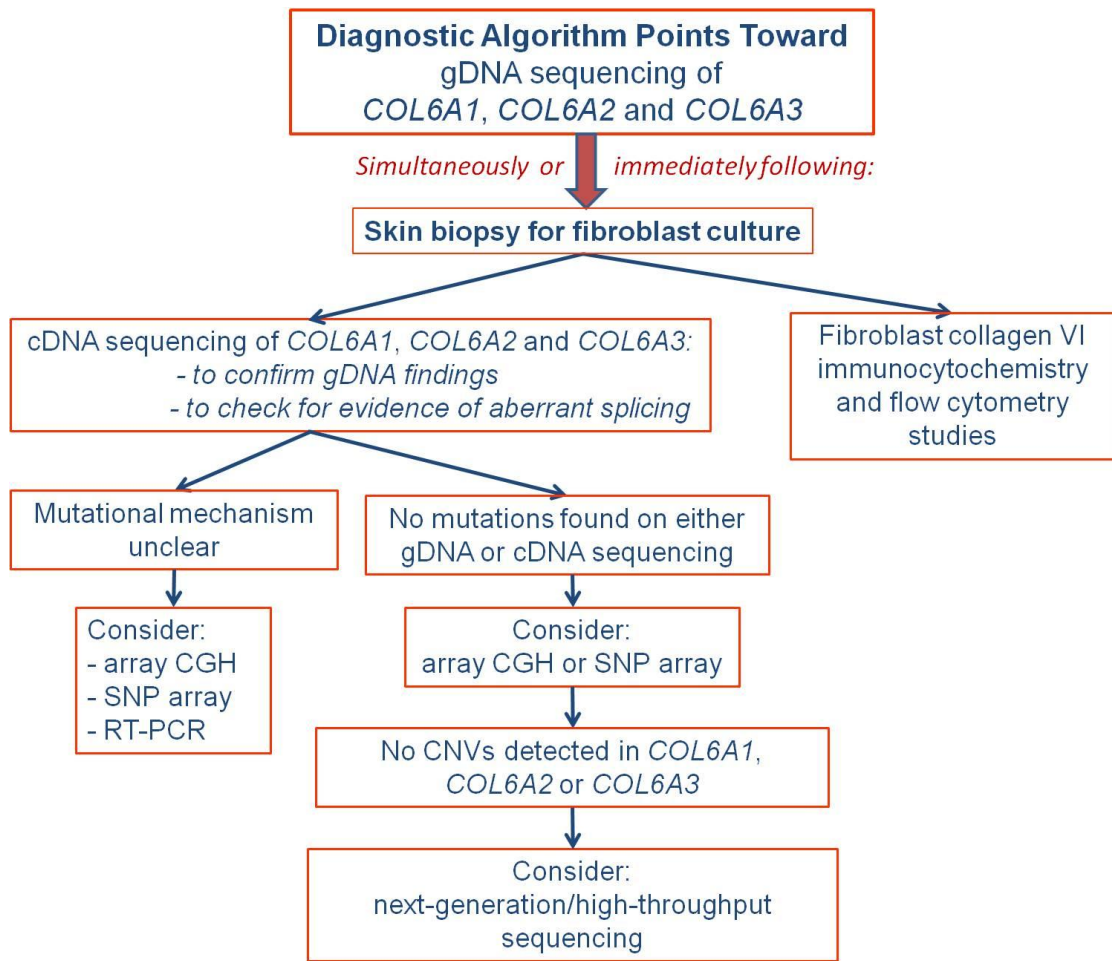 Diagnostic Algorithm Points Toward
gDNA sequencing of
COL6A1, COL6A2 and COL6A3
Simultaneously or immediately following:
Skin biopsy for fibroblast culture
cDNA sequencing of COL6A1, COL6A2 and COL6A3:
- to confirm gDNA findings
- to check for evidence of aberrant splicing
Fibroblast collagen VI
immunocytochemistry
and flow cytometry
studies
Mutational mechanism
unclear
No mutations found on either
gDNA or cDNA sequencing
Consider:
- array CGH
- SNP array
- RT-PCR
Consider:
array CGH or SNP array
No CNVs detected in COL6A1,
COL6A2 or COL6A3
Consider:
next-generation/high-throughput
sequencing